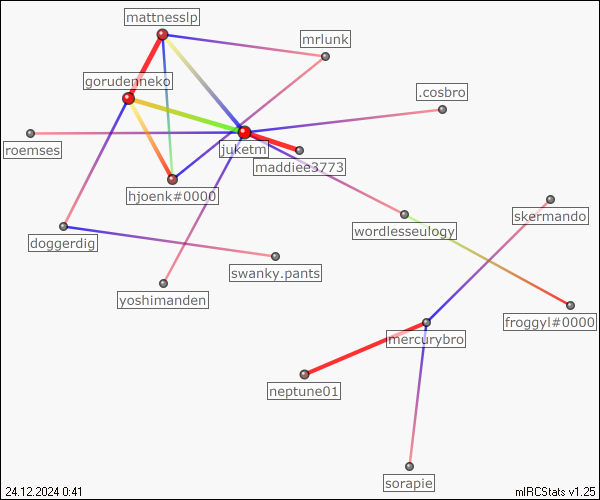 mattnesslp
mrlunk
gorudenneko
.cosbro
roemses
juketm
maddiee3773
hjoenk#0000
skermando
wordlesseulogy
doggerdig
swanky.pants
yoshimanden
froggyl#0000
mercurybro
neptune01
sorapie
24.12.2024 0:41
mIRCStats v1.25